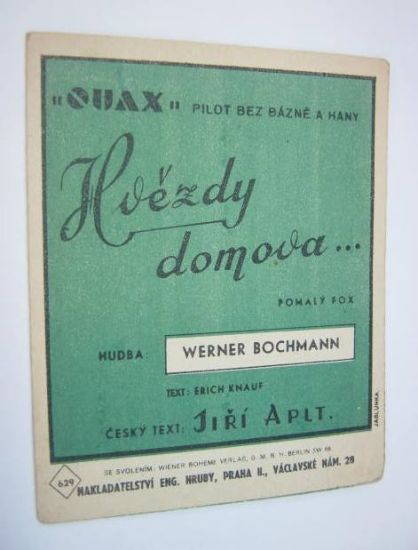 "QUAX" PILOT BEZ BÁZNĚ A HANY
Hvězdy
domova...
POMALÝ FOX
HUDBA: WERNER BOCHMANN
TEXT: ERICH KNAUF
ČESKÝ TEXT: JIŘÍ APLT.
JABLUNKA
SE SVOLENÍM: WIENER BOHEME VERLAG, G. M. B. H. BERLIN SW 68
629
NAKLADATELSTVÍ ENG. HRUBY, PRAHA II., VÁCLAVSKÉ NÁM. 28